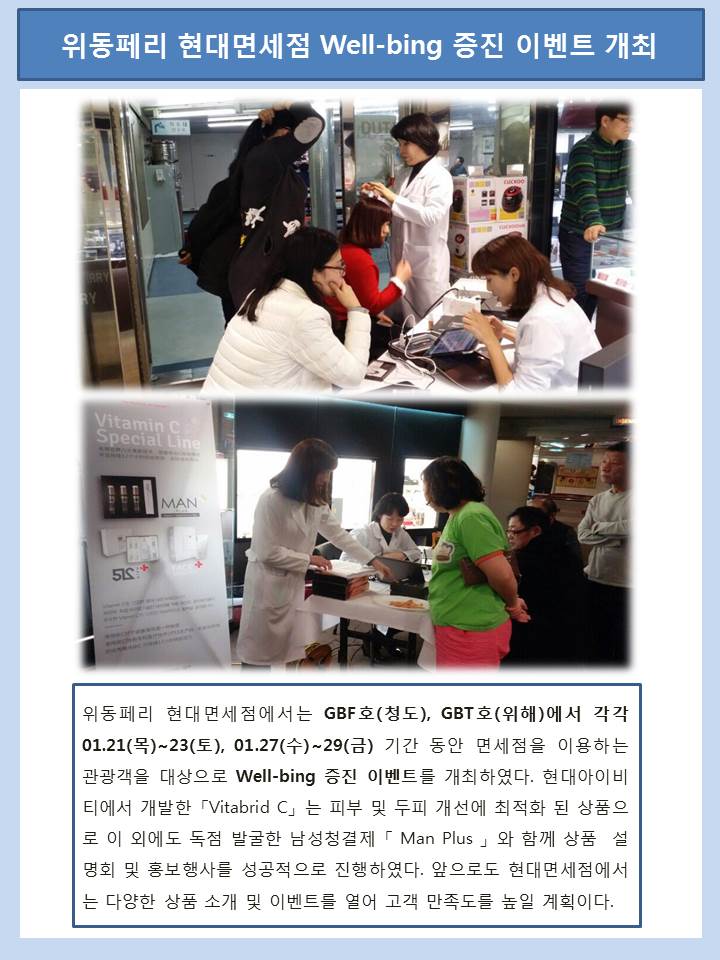 위동페리 현대면세점 Well-bing 증진 이벤트 개최
CUCKOO
Vitamin C
Special Line
MAN
위동페리 현대면세점에서는 GBF호(청도), GBT호(위해)에서 각각
01.21(목)~23(토), 01.27(수)~29(금) 기간 동안 면세점을 이용하는
관광객을 대상으로 Well-bing 증진 이벤트를 개최하였다. 현대아이비
티에서 개발한「Vitabrid C」는 피부 및 두피 개선에 최적화 된 상품으
로 이 외에도 독점 발굴한 남성청결제「 Man Plus 」와 함께 상품 설
명회 및 홍보행사를 성공적으로 진행하였다. 앞으로도 현대면세점에서
는 다양한 상품 소개 및 이벤트를 열어 고객 만족도를 높일 계획이다.